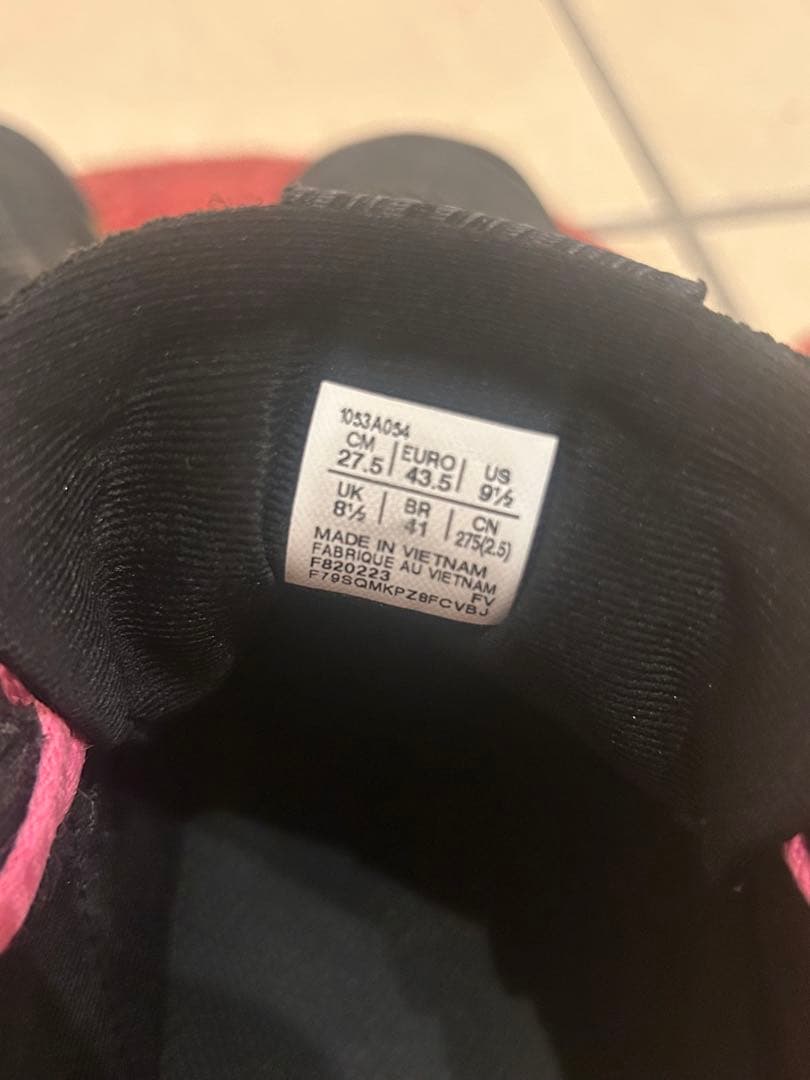 1053A054
CM EURO US
27.5 43.5 9½
UK BR CN
8½ 41 275(2.5)
MADE IN VIETNAM
FABRIQUE AU VIETNAM
F820223 FV
F79SQMKPZ8FCVBJ